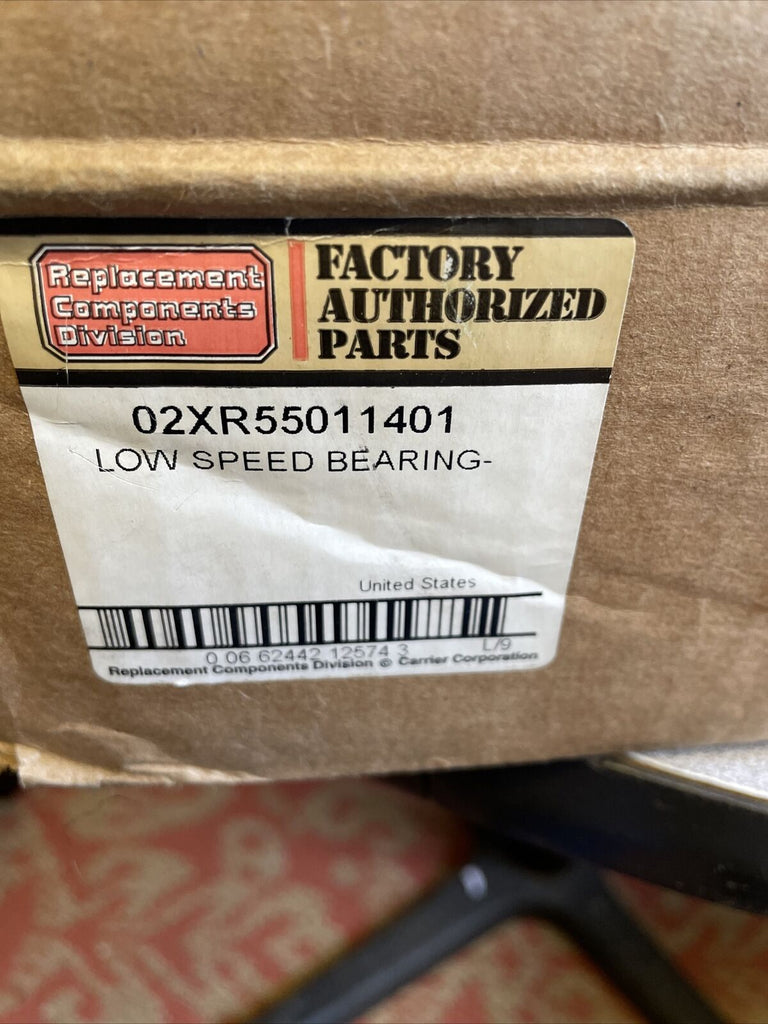 Replacement
Components
Division
FACTORY
AUTHORIZED
PARTS
02XR55011401
LOW SPEED BEARING-
United States
0 06 62442 12574 3
L/9
Replacement Components Division @ Carrier Corporation